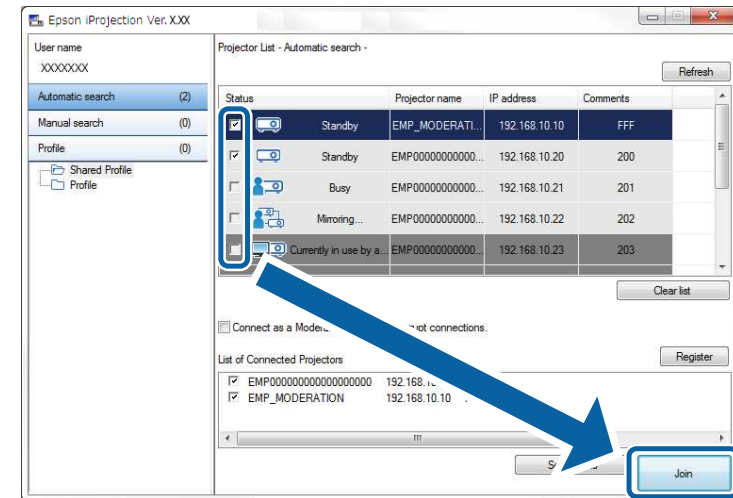 Epson iProjection Ver. X.XX
User name
XXXXXXX
Projector List - Automatic search -
Refresh
Automatic search (2)
Manual search (0)
Profile (0)
Shared Profile
Profile
Status Projector name IP address Comments
Standby EMP_MODERATI... 192.168.10.10 FFF
Standby EMP00000000000... 192.168.10.20 200
Busy EMP00000000000... 192.168.10.21 201
Mirroring... EMP00000000000... 192.168.10.22 202
Currently in use by a... EMP00000000000... 192.168.10.23 203
Clear list
Connect as a connections.
List of Connected Projectors
Register
EMP000000000000000000 192.168.
EMP_MODERATION 192.168.10.10
Join